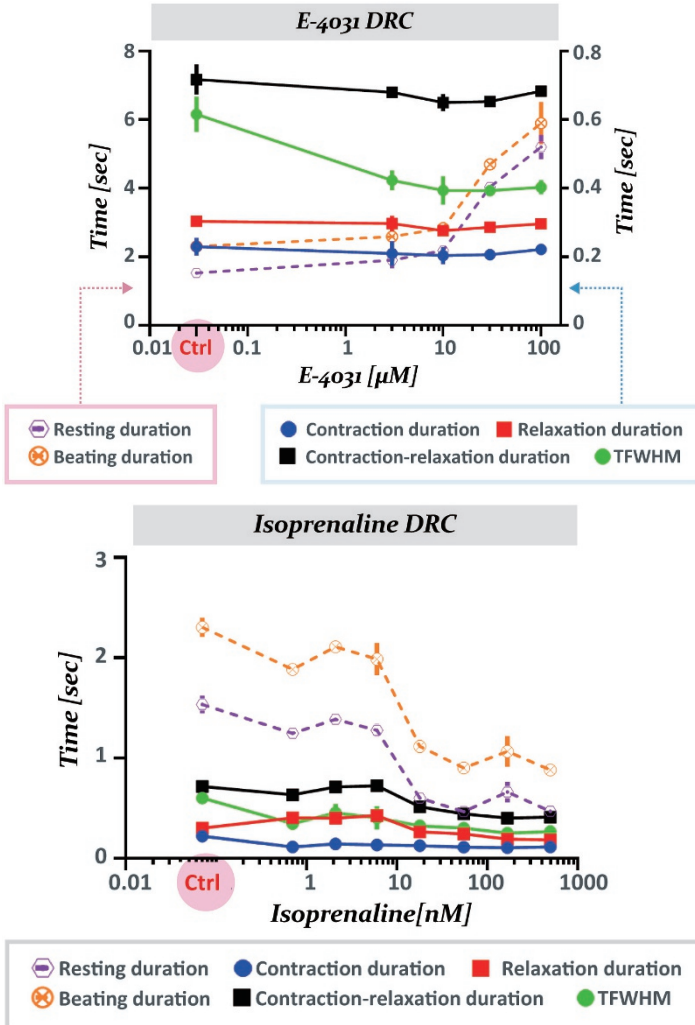 E-4031 DRC
8 0.8
6 0.6
4 0.4
2 0.2
0 0
Time [sec]
Time [sec]
0.01 Ctrl 0.1 1 10 100
E-4031 [µM]
Resting duration
Beating duration
Contraction duration Relaxation duration
Contraction-relaxation duration TFWHM
Isoprenaline DRC
3
2
1
0
Time [sec]
0.01 Ctrl 1 10 100 1000
Isoprenaline[nM]
Resting duration Contraction duration Relaxation duration
Beating duration Contraction-relaxation duration TFWHM